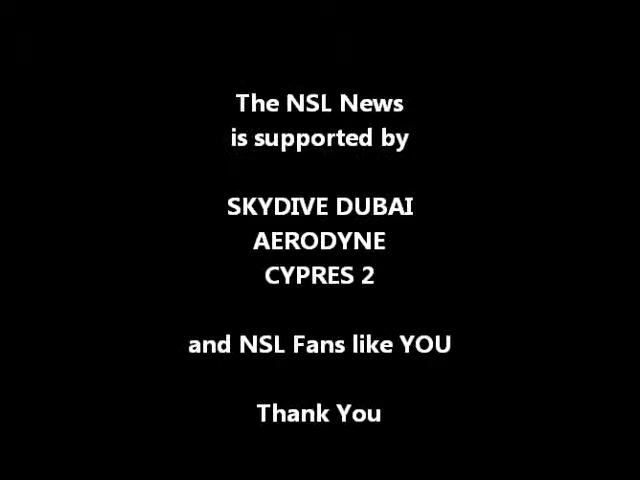 The NSL News
is supported by
SKYDIVE DUBAI
AERODYNE
CYPRES 2
and NSL Fans like YOU
Thank You